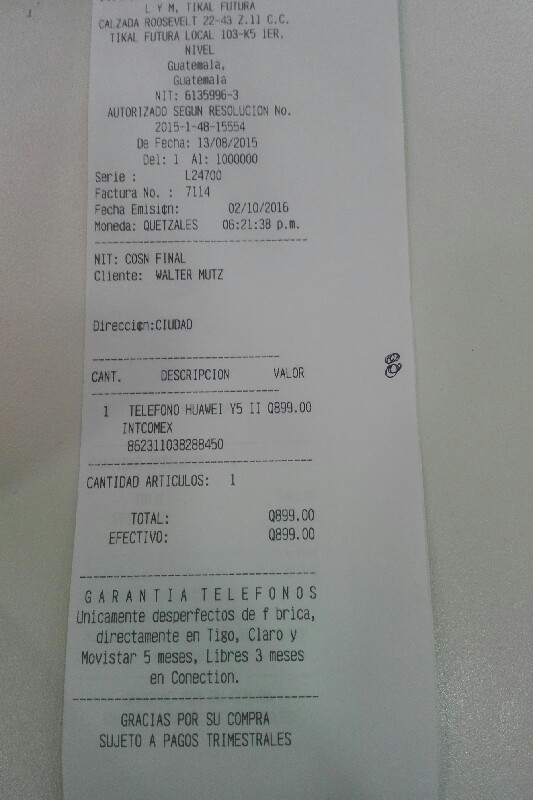 L Y M, TIKAL FUTURA
CALZADA ROOSEVELT 22-43 Z.11 C.C.
TIKAL FUTURA LOCAL 103-K5 1ER.
NIVEL
Guatemala,
Guatemala
NIT: 6135996-3
AUTORIZADO SEGUN RESOLUCION No.
2015-1-48-15554
De Fecha: 13/08/2015
Del: 1 Al: 1000000
Serie : L24700
Factura No. : 7114
Fecha Emisión: 02/10/2016
Moneda: QUETZALES 06:21:38 p.m.
NIT: COSN FINAL
Cliente: WALTER MUTZ
Dirección:CIUDAD
CANT. DESCRIPCION VALOR
1 TELEFONO HUAWEI Y5 II Q899.00
INTCOMEX
862311038288450
CANTIDAD ARTICULOS: 1
TOTAL: Q899.00
EFECTIVO: Q899.00
G A R A N T I A T E L E F O N O S
Unicamente desperfectos de f brica,
directamente en Tigo, Claro y
Movistar 5 meses, Libres 3 meses
en Conection.
GRACIAS POR SU COMPRA
SUJETO A PAGOS TRIMESTRALES